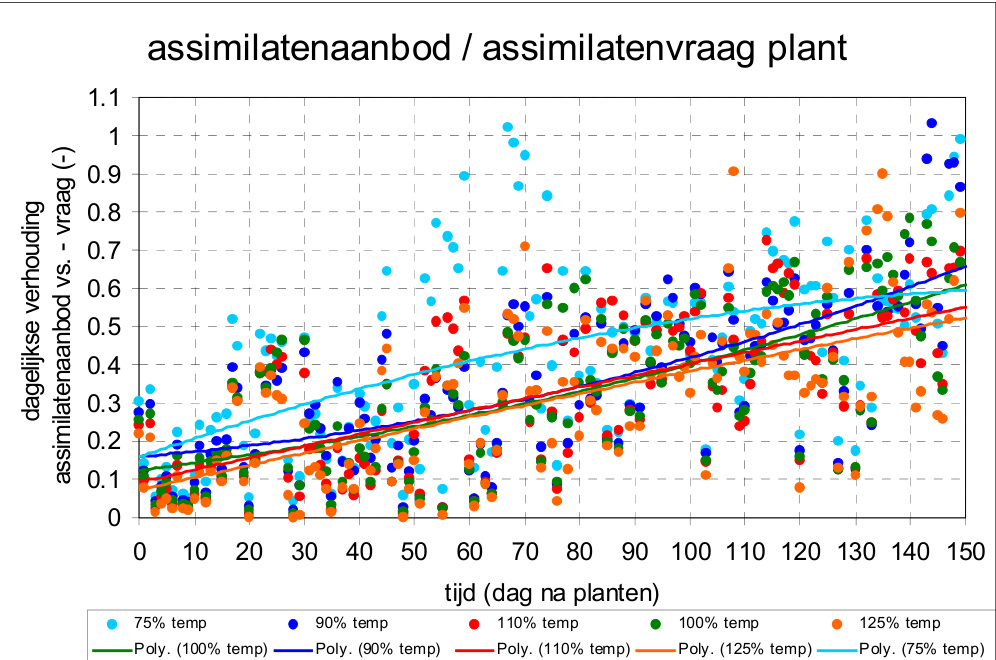 assimilatenaanbod / assimilatenvraag plant
dagelijkse verhouding
assimilatenaanbod vs. - vraag (-)
1.1
1
0.9
0.8
0.7
0.6
0.5
0.4
0.3
0.2
0.1
0
0 10 20 30 40 50 60 70 80 90 100 110 120 130 140 150
tijd (dag na planten)
75% temp 90% temp 110% temp 100% temp 125% temp
Poly. (100% temp) Poly. (90% temp) Poly. (110% temp) Poly. (125% temp) Poly. (75% temp)